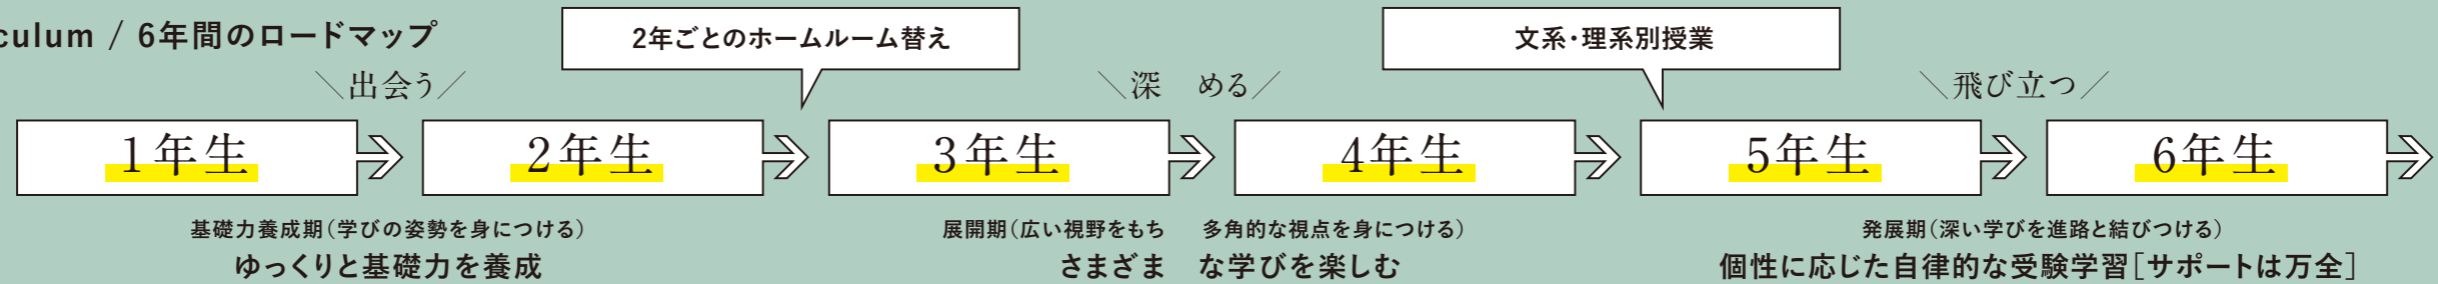 culum / 6年間のロードマップ
2年ごとのホームルーム替え
文系・理系別授業
＼出会う／
＼深　める／
＼飛び立つ／
1年生
2年生
3年生
4年生
5年生
6年生
基礎力養成期（学びの姿勢を身につける）
ゆっくりと基礎力を養成
展開期（広い視野をもち　多角的な視点を身につける）
さまざま　な学びを楽しむ
発展期（深い学びを進路と結びつける）
個性に応じた自律的な受験学習［サポートは万全］